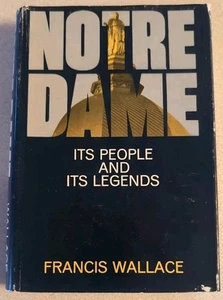 NOTRE
DAME
ITS PEOPLE
AND
ITS LEGENDS
FRANCIS WALLACE